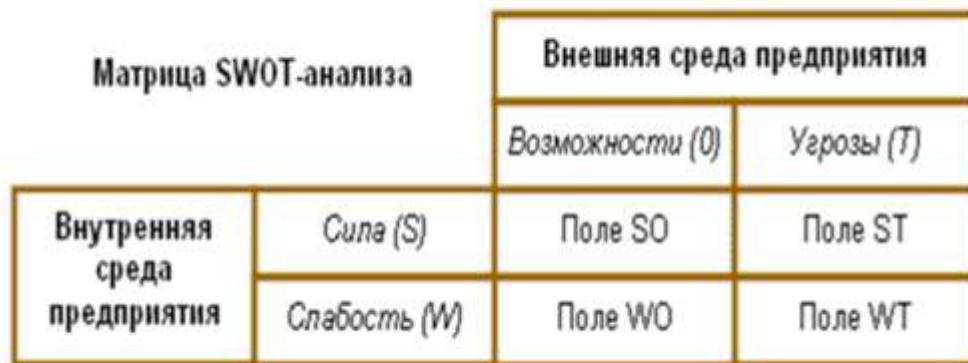 Матрица SWOT-анализа
Внешняя среда предприятия
Возможности (0)
Угрозы (T)
Внутренняя
среда
предприятия
Сила (S)
Поле SO
Поле ST
Слабость (W)
Поле WO
Поле WT